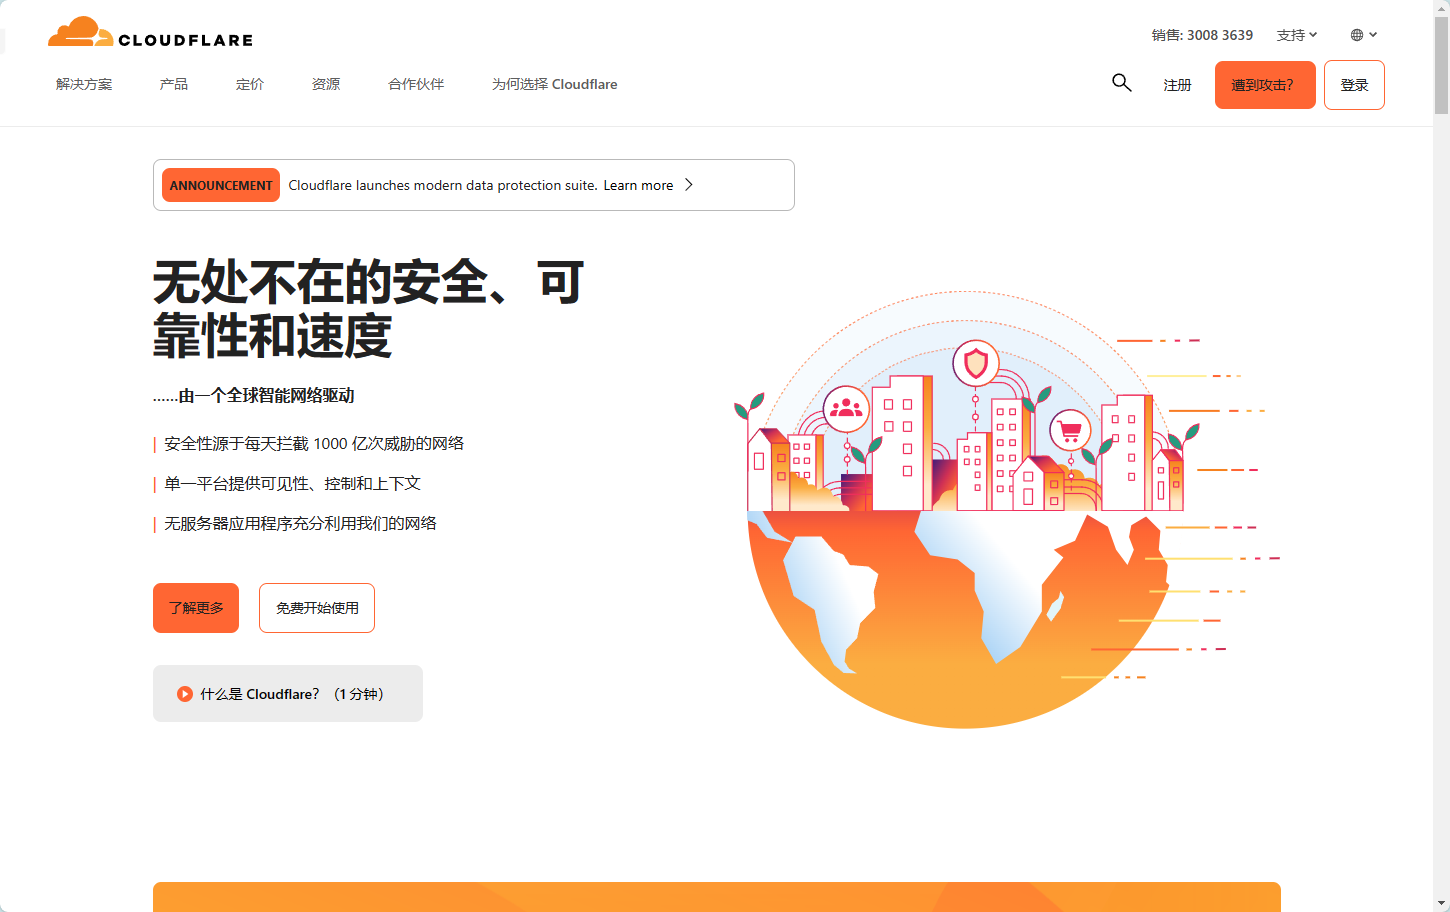 CLOUDFLARE
销售: 3008 3639 支持
解决方案 产品 定价 资源 合作伙伴 为何选择 Cloudflare
注册 遭到攻击? 登录
ANNOUNCEMENT Cloudflare launches modern data protection suite. Learn more
无处不在的安全、可
靠性和速度
......由一个全球智能网络驱动
安全性源于每天拦截 1000 亿次威胁的网络
单一平台提供可见性、控制和上下文
无服务器应用程序充分利用我们的网络
了解更多 免费开始使用
什么是 Cloudflare？（1 分钟）